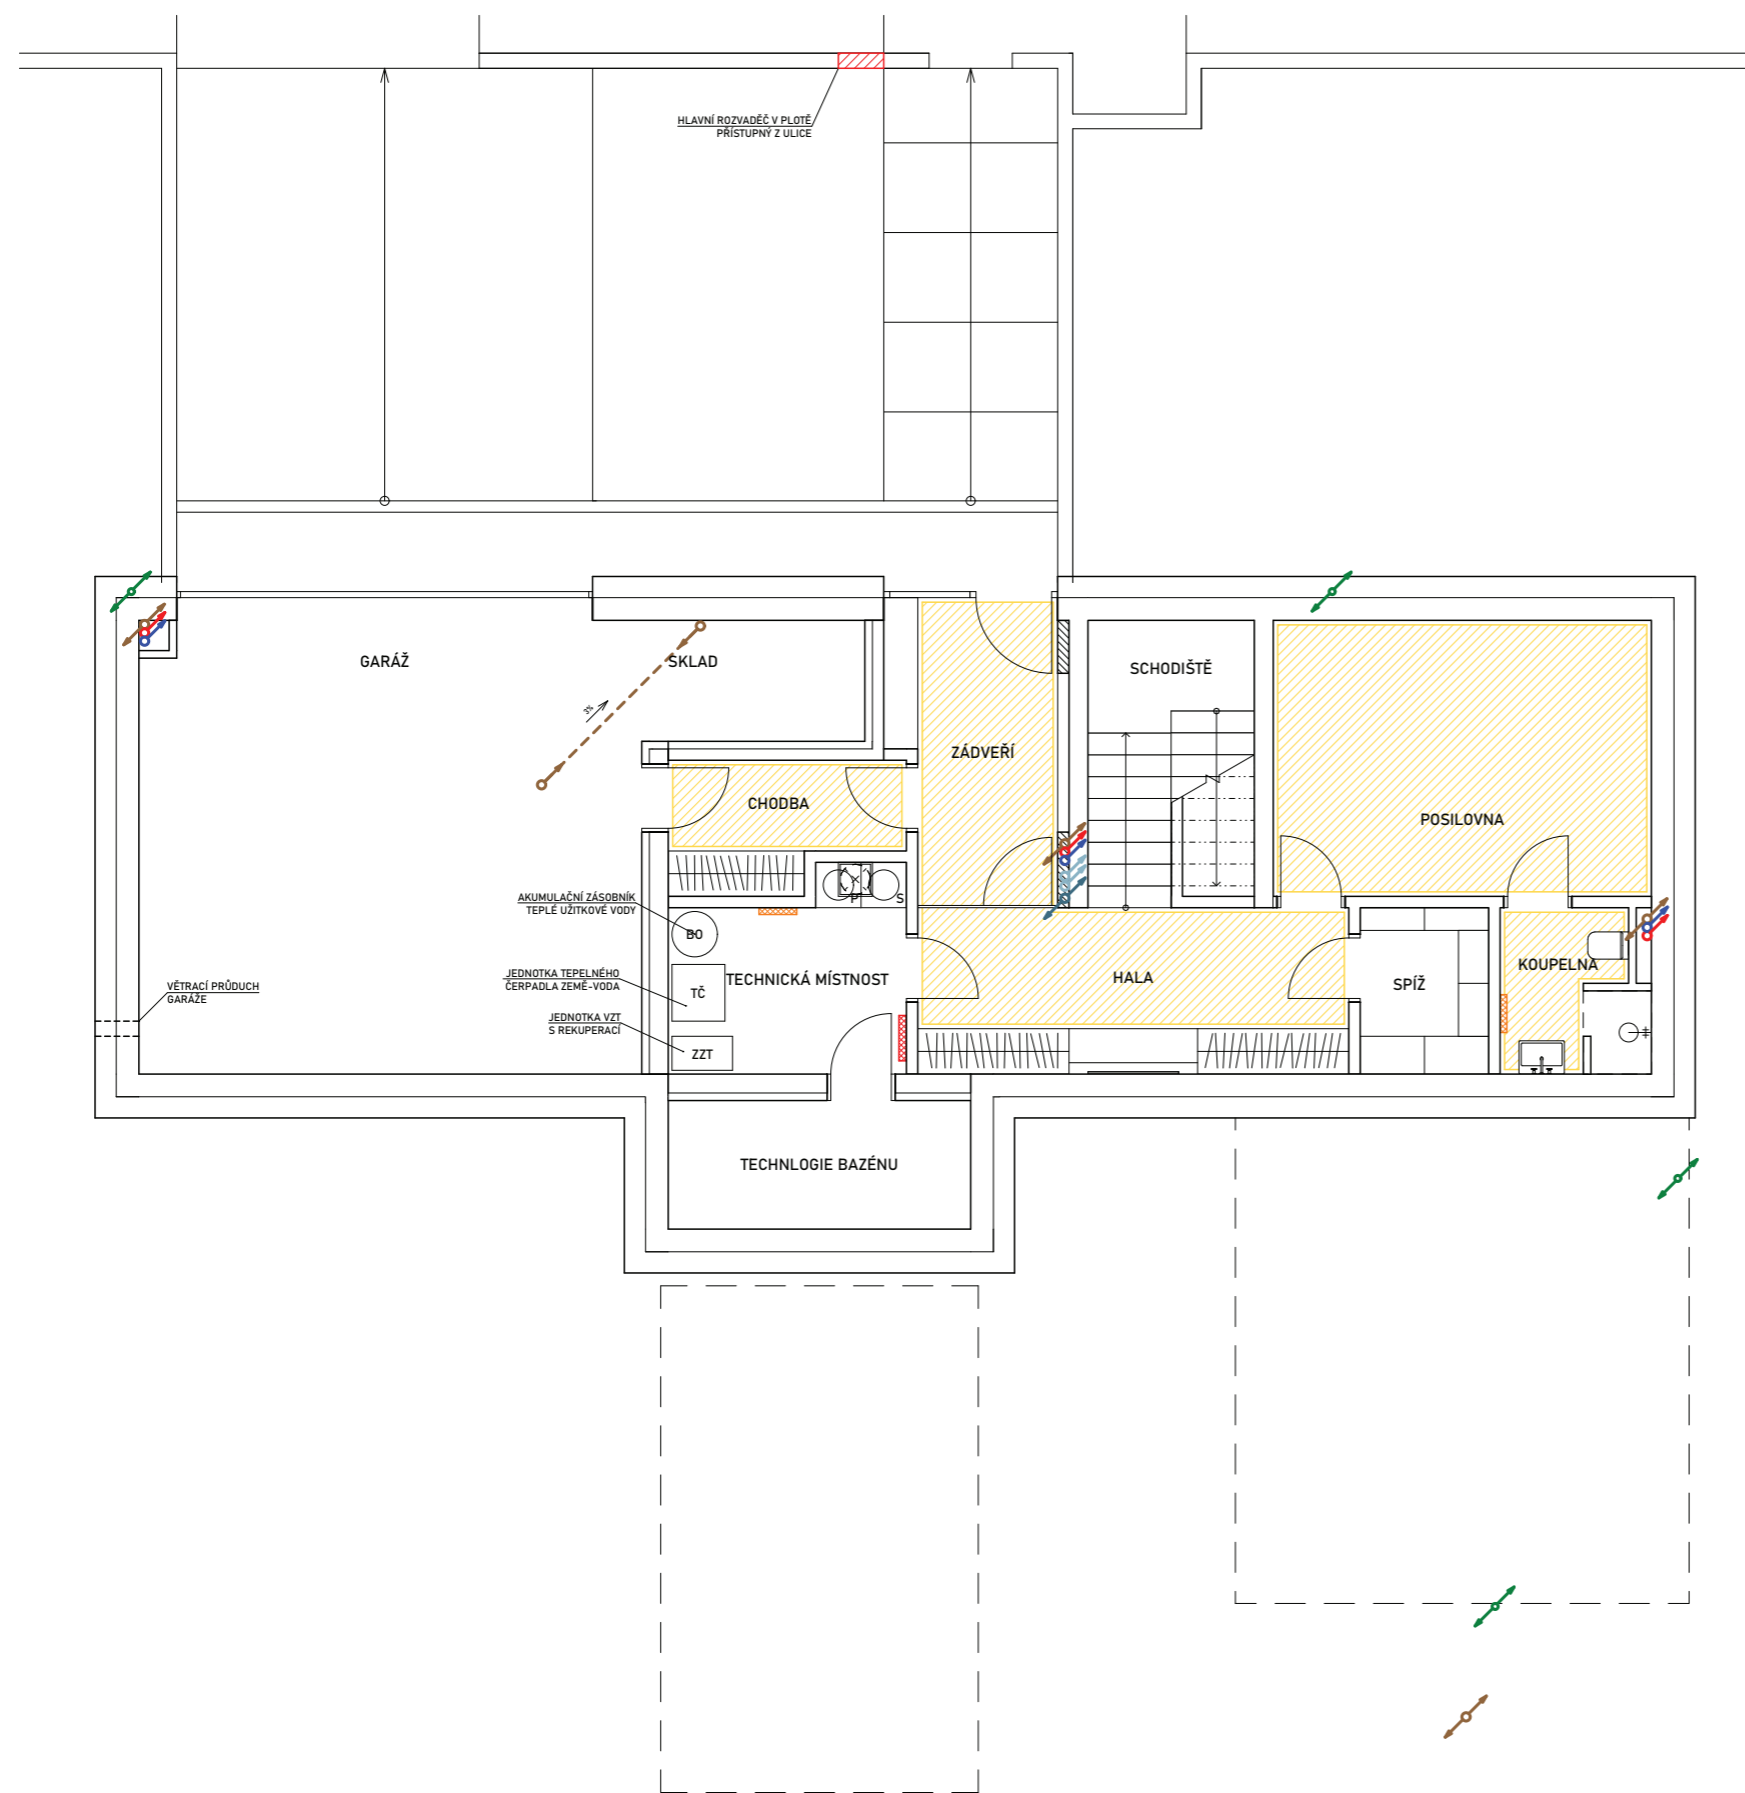 HLAVNÍ ROZVADĚČ V PLOTĚ
PŘÍSTUPNÝ Z ULICE
GARÁŽ
SKLAD
SCHODIŠTĚ
3%
ZÁDVEŘÍ
CHODBA
POSILOVNA
P
S
AKUMULAČNÍ ZÁSOBNÍK
TEPLÉ UŽITKOVÉ VODY
BO
JEDNOTKA TEPELNÉHO
ČERPADLA ZEMĚ-VODA
TČ
TECHNICKÁ MÍSTNOST
HALA
SPÍŽ
KOUPELNA
VĚTRACÍ PRŮDUCH
GARÁŽE
JEDNOTKA VZT
S REKUPERACÍ
ZZT
TECHNLOGIE BAZÉNU